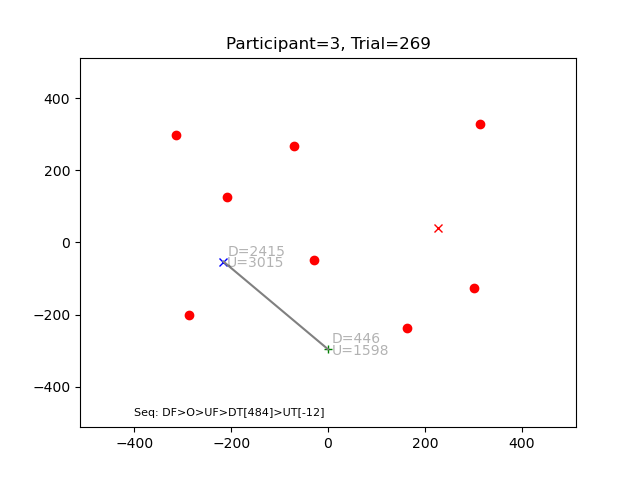 Participant=3, Trial=269
400
200
0
−200
−400
D=2415
U=3015
D=446
U=1598
Seq: DF>O>UF>DT[484]>UT[-12]
−400 −200 0 200 400